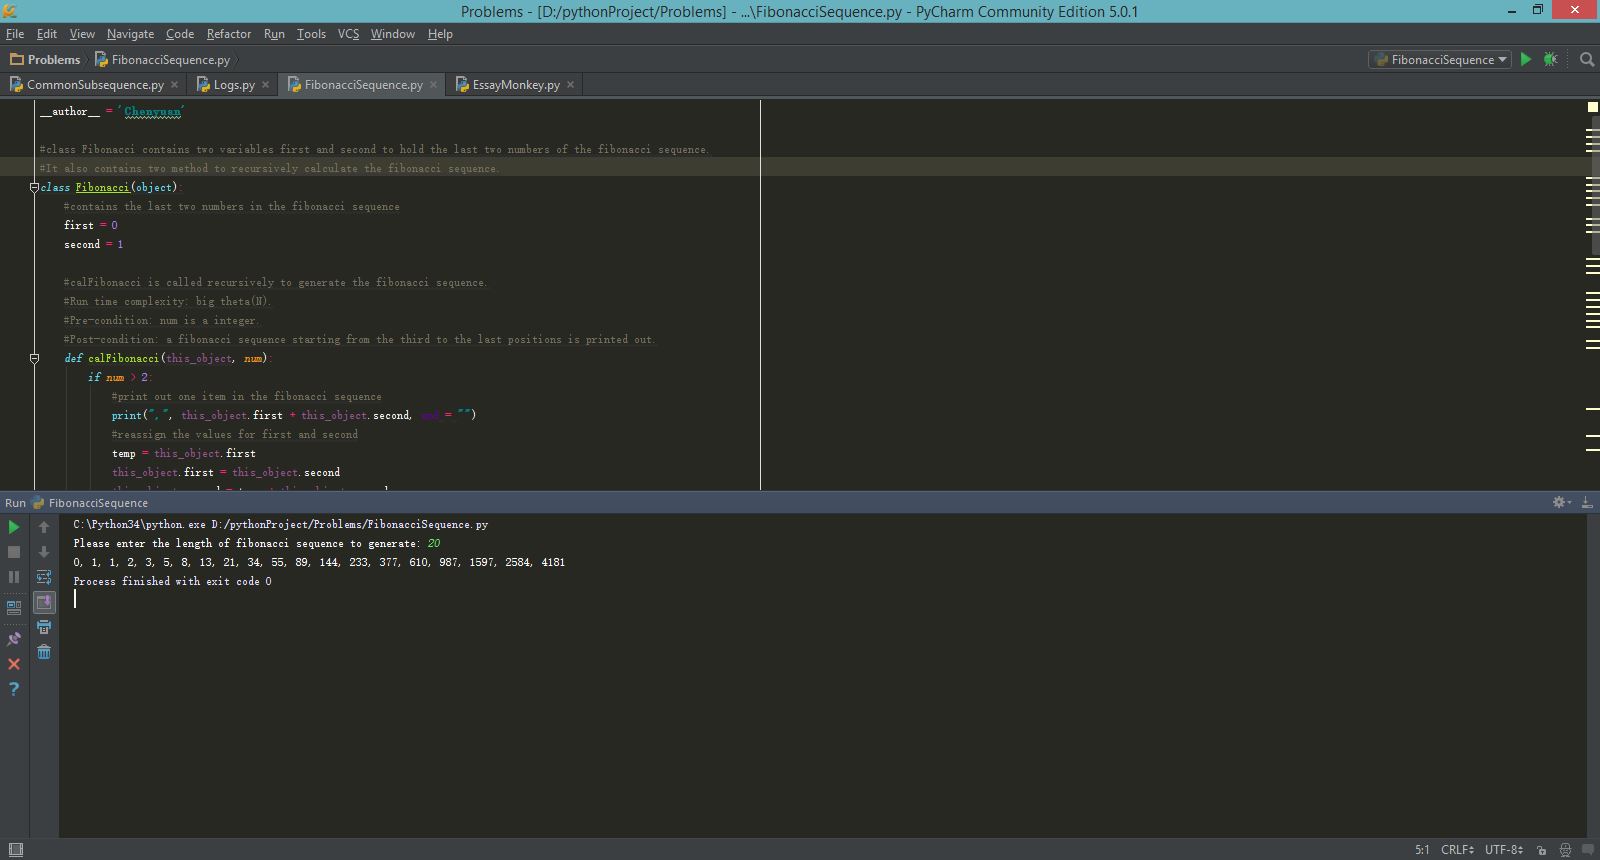 Problems - [D:/pythonProject/Problems] - ...\FibonacciSequence.py - PyCharm Community Edition 5.0.1
File Edit View Navigate Code Refactor Run Tools VCS Window Help
Problems FibonacciSequence.py FibonacciSequence
CommonSubsequence.py Logs.py FibonacciSequence.py EssayMonkey.py
__author__ = 'Chenyuan'
#class Fibonacci contains two variables first and second to hold the last two numbers of the fibonacci sequence.
#It also contains two method to recursively calculate the fibonacci sequence.
class Fibonacci(object):
#contains the last two numbers in the fibonacci sequence
first = 0
second = 1
#calFibonacci is called recursively to generate the fibonacci sequence.
#Run time complexity: big theta(N).
#Pre-condition: num is a integer.
#Post-condition: a fibonacci sequence starting from the third to the last positions is printed out.
def calFibonacci(this_object, num):
if num > 2:
#print out one item in the fibonacci sequence
print(",", this_object.first + this_object.second, end = "")
#reassign the values for first and second
temp = this_object.first
this_object.first = this_object.second
Run FibonacciSequence
C:\Python34\python.exe D:/pythonProject/Problems/FibonacciSequence.py
Please enter the length of fibonacci sequence to generate: 20
0, 1, 1, 2, 3, 5, 8, 13, 21, 34, 55, 89, 144, 233, 377, 610, 987, 1597, 2584, 4181
Process finished with exit code 0
5:1 CRLF UTF-8